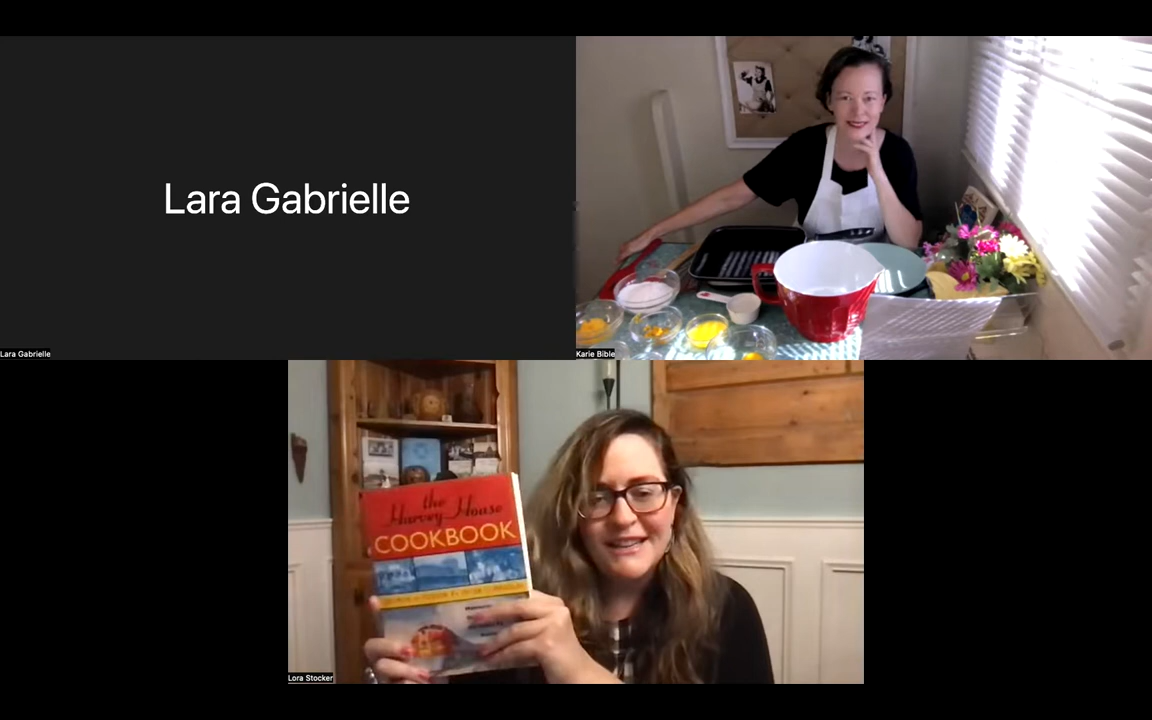 Lara Gabrielle
Lara Gabrielle
Karie Bible
the
Harvey House
COOKBOOK
Lora Stocker